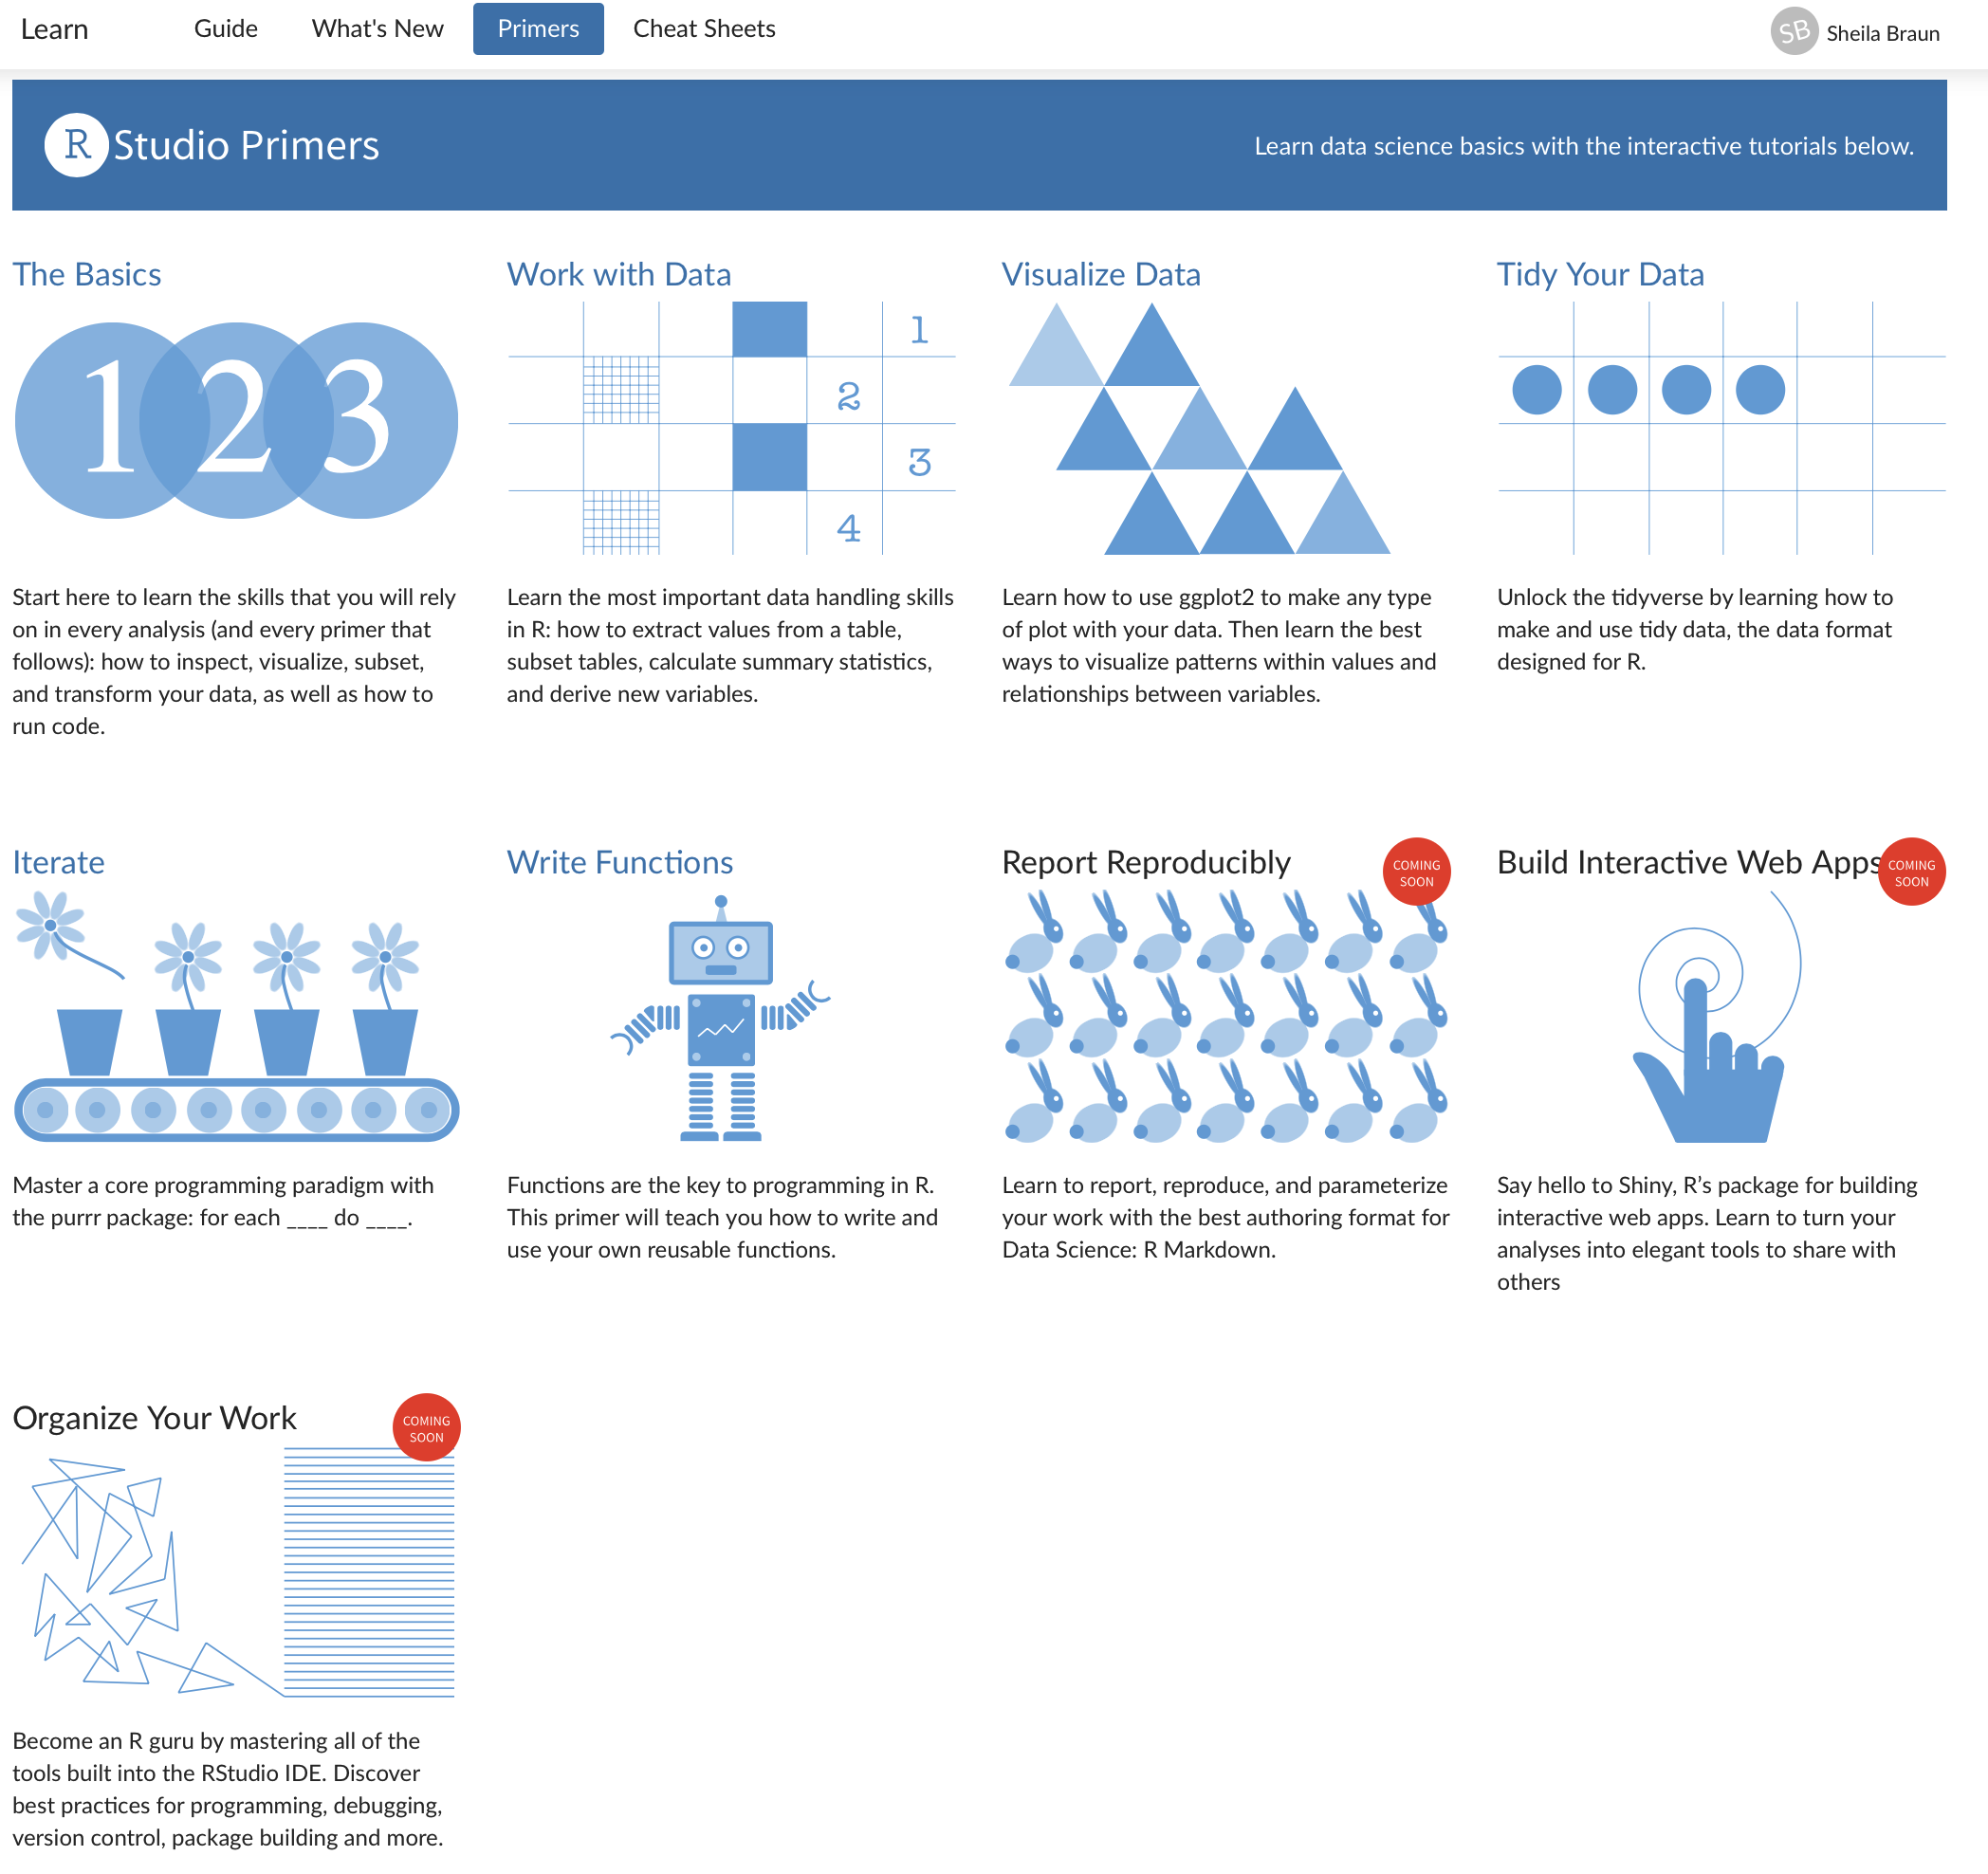 Learn
Guide
What's New
Primers
Cheat Sheets
SB
Sheila Braun
R Studio Primers
Learn data science basics with the interactive tutorials below.
The Basics
1 2 3
Start here to learn the skills that you will rely
on in every analysis (and every primer that
follows): how to inspect, visualize, subset,
and transform your data, as well as how to
run code.
Work with Data
1
2
3
4
Learn the most important data handling skills
in R: how to extract values from a table,
subset tables, calculate summary statistics,
and derive new variables.
Visualize Data
Learn how to use ggplot2 to make any type
of plot with your data. Then learn the best
ways to visualize patterns within values and
relationships between variables.
Tidy Your Data
Unlock the tidyverse by learning how to
make and use tidy data, the data format
designed for R.
Iterate
Master a core programming paradigm with
the purrr package: for each ____ do ____.
Write Functions
Functions are the key to programming in R.
This primer will teach you how to write and
use your own reusable functions.
Report Reproducibly
COMING
SOON
Learn to report, reproduce, and parameterize
your work with the best authoring format for
Data Science: R Markdown.
Build Interactive Web Apps
COMING
SOON
Say hello to Shiny, R’s package for building
interactive web apps. Learn to turn your
analyses into elegant tools to share with
others
Organize Your Work
COMING
SOON
Become an R guru by mastering all of the
tools built into the RStudio IDE. Discover
best practices for programming, debugging,
version control, package building and more.